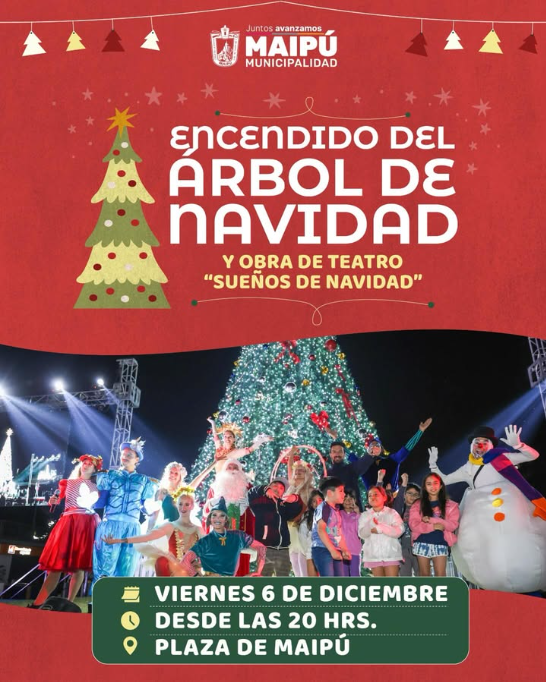 Juntos avanzamos
MAIPÚ
MUNICIPALIDAD
ENCENDIDO DEL
ÁRBOL DE
NAVIDAD
Y OBRA DE TEATRO
“SUEÑOS DE NAVIDAD”
VIERNES 6 DE DICIEMBRE
DESDE LAS 20 HRS.
PLAZA DE MAIPÚ